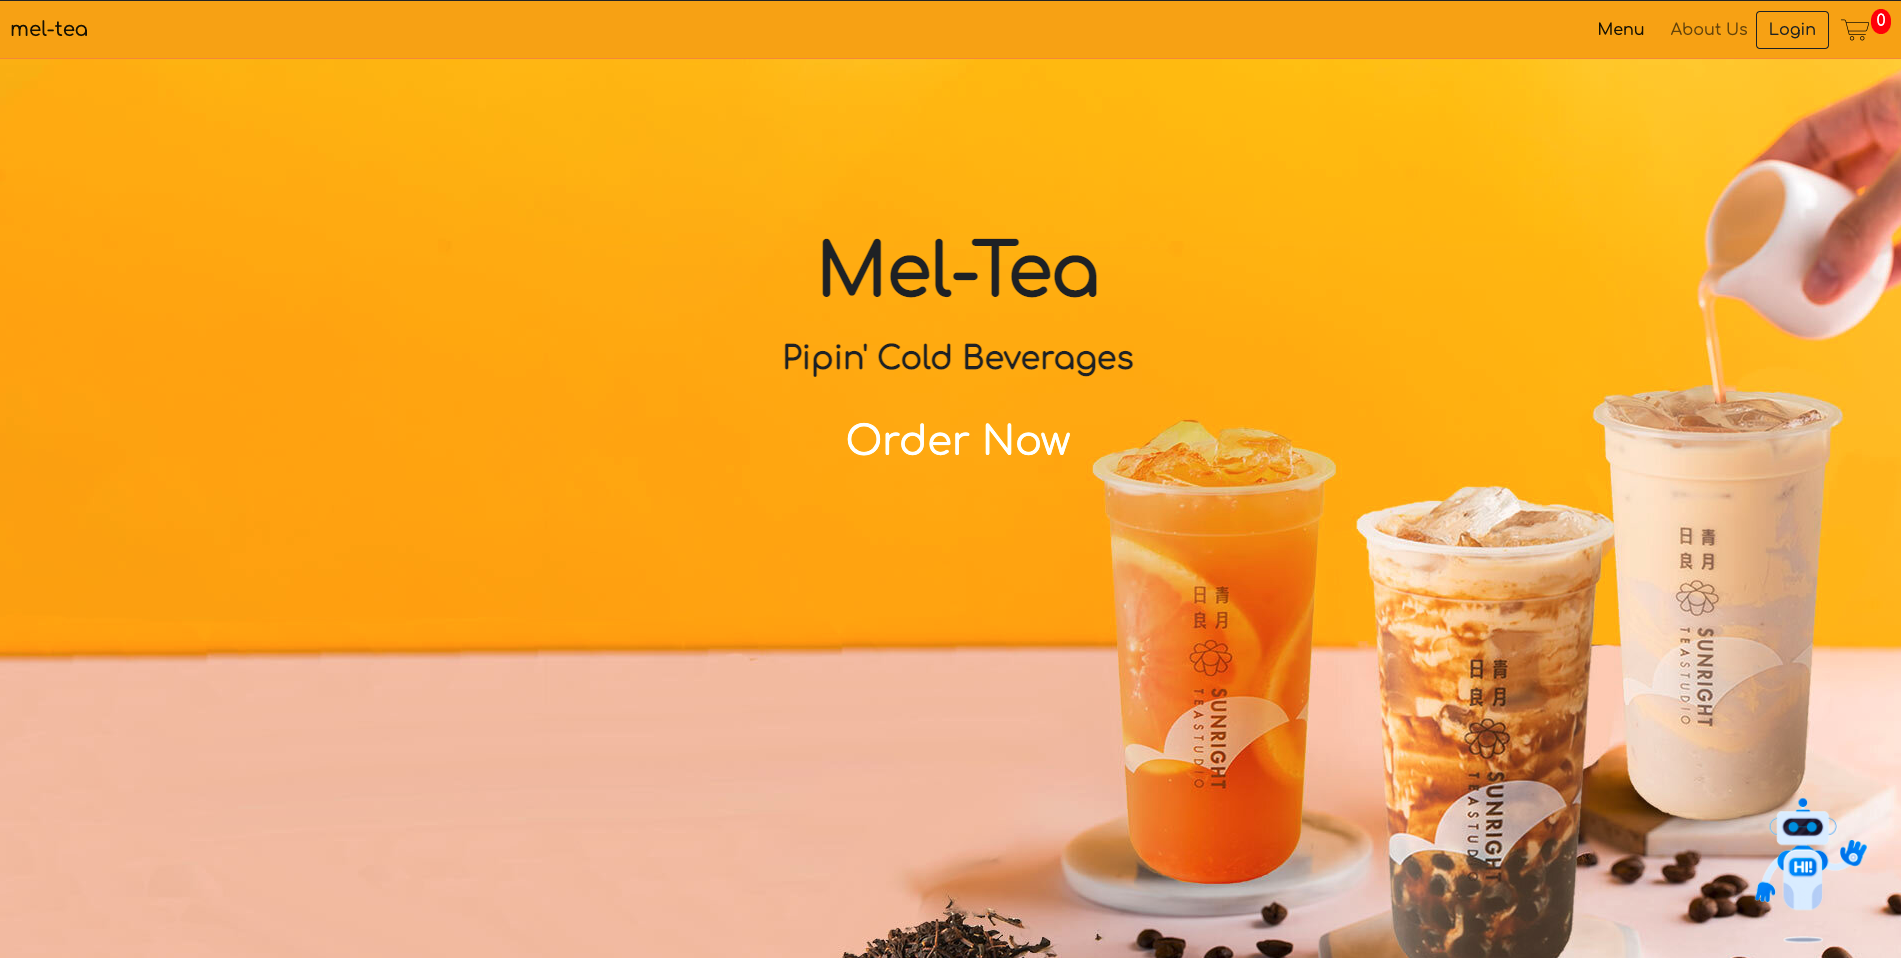 mel-tea
Menu
About Us
Login
0
Mel-Tea
Pipin' Cold Beverages
Order Now
日青
良月
SUNRIGHT
TEASTUDIO
日青
良月
SUNRIGHT
TEASTUDIO
日青
良月
SUNRIGHT
TEASTUDIO
HI!